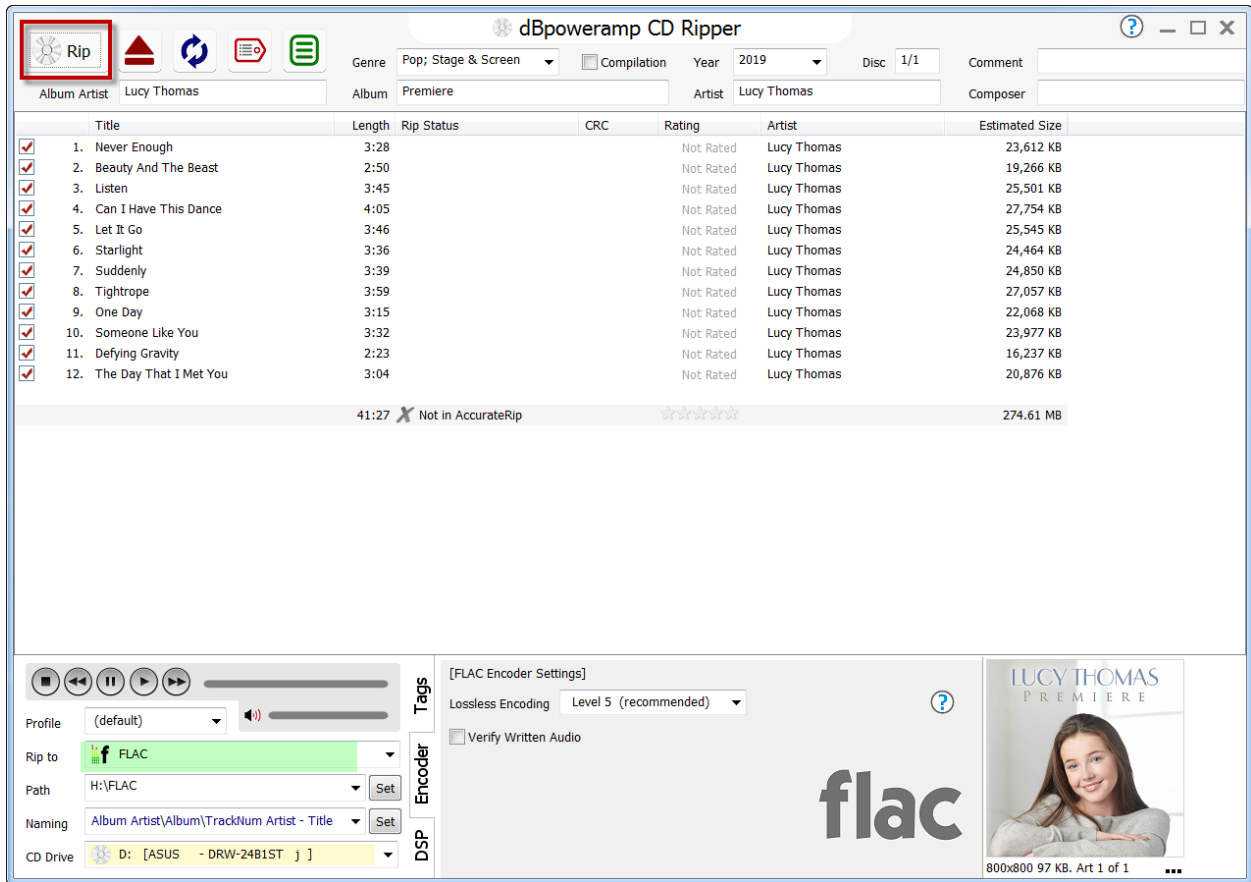 dBpoweramp CD Ripper
Rip
Genre Pop; Stage & Screen Compilation Year 2019 Disc 1/1 Comment
Album Artist Lucy Thomas Album Premiere Artist Lucy Thomas Composer
Title Length Rip Status CRC Rating Artist Estimated Size
1. Never Enough 3:28 Not Rated Lucy Thomas 23,612 KB
2. Beauty And The Beast 2:50 Not Rated Lucy Thomas 19,266 KB
3. Listen 3:45 Not Rated Lucy Thomas 25,501 KB
4. Can I Have This Dance 4:05 Not Rated Lucy Thomas 27,754 KB
5. Let It Go 3:46 Not Rated Lucy Thomas 25,545 KB
6. Starlight 3:36 Not Rated Lucy Thomas 24,464 KB
7. Suddenly 3:39 Not Rated Lucy Thomas 24,850 KB
8. Tightrope 3:59 Not Rated Lucy Thomas 27,057 KB
9. One Day 3:15 Not Rated Lucy Thomas 22,068 KB
10. Someone Like You 3:32 Not Rated Lucy Thomas 23,977 KB
11. Defying Gravity 2:23 Not Rated Lucy Thomas 16,237 KB
12. The Day That I Met You 3:04 Not Rated Lucy Thomas 20,876 KB
41:27 Not in AccurateRip 274.61 MB
Profile (default)
Rip to f FLAC
Path H:\FLAC Set
Naming Album Artist\Album\TrackNum Artist - Title Set
CD Drive D: [ASUS - DRW-24B1ST j ]
Tags
Encoder
DSP
[FLAC Encoder Settings]
Lossless Encoding Level 5 (recommended) ?
Verify Written Audio
flac
LUCY THOMAS
PREMIERE
800x800 97 KB. Art 1 of 1 ...